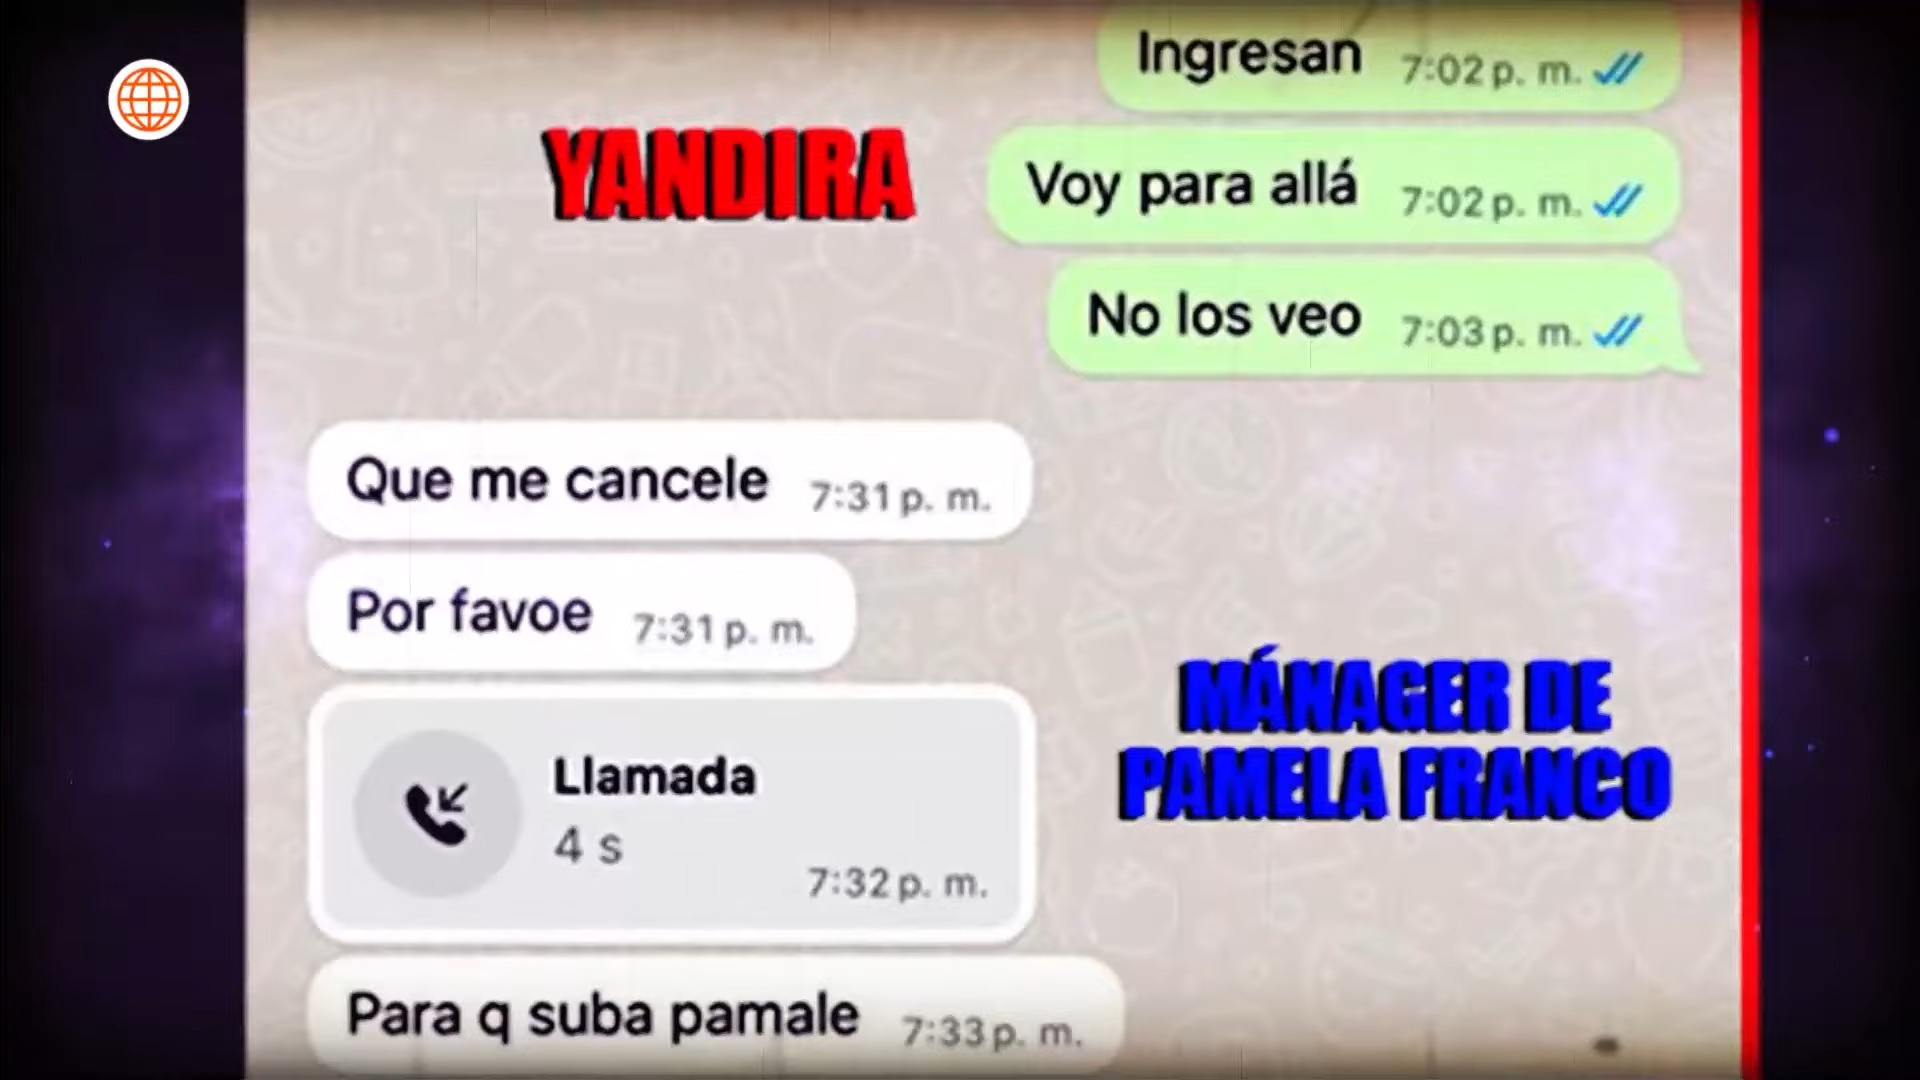 Ingresan 7:02 p. m.
YANDIRA
Voy para allá 7:02 p. m.
No los veo 7:03 p. m.
Que me cancele 7:31 p. m.
Por favoe 7:31 p. m.
MÁNAGER DE
PAMELA FRANCO
Llamada
4 s
7:32 p. m.
Para q suba pamale 7:33 p. m.